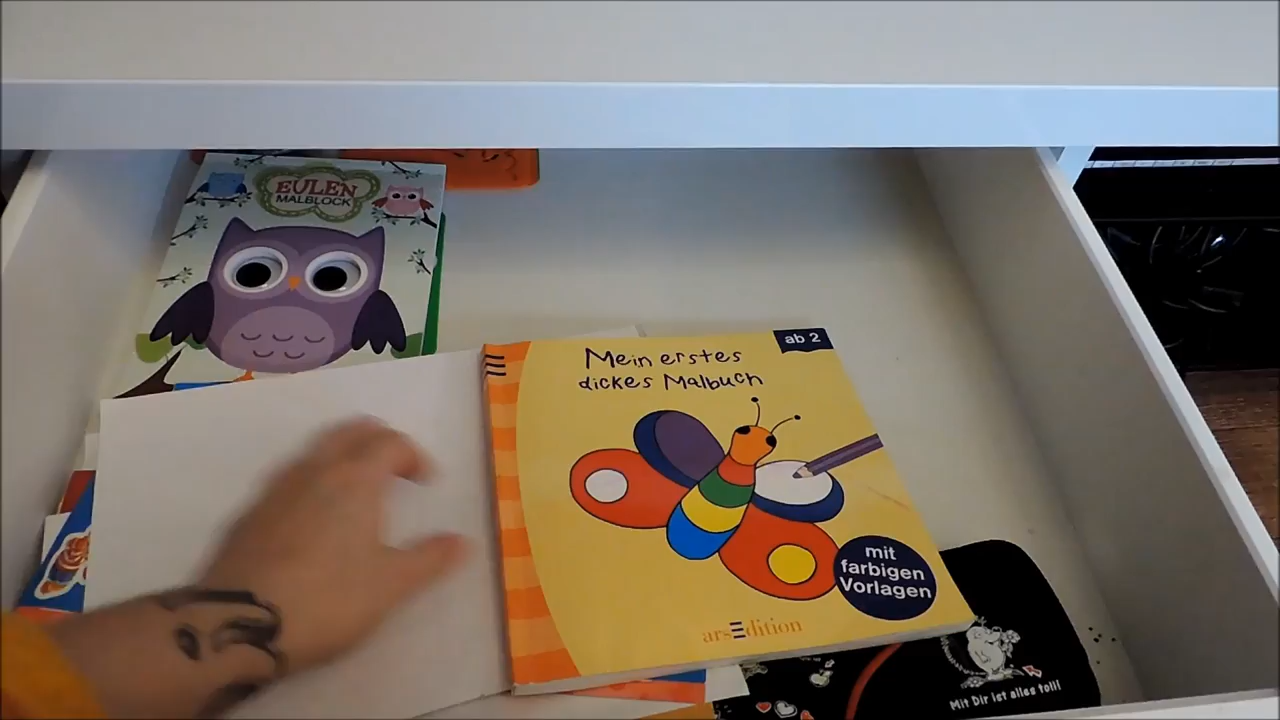 EULEN
MALBLOCK
ab 2
Mein erstes
dickes Malbuch
mit
farbigen
Vorlagen
arsEdition
Mit Dir ist alles toll!